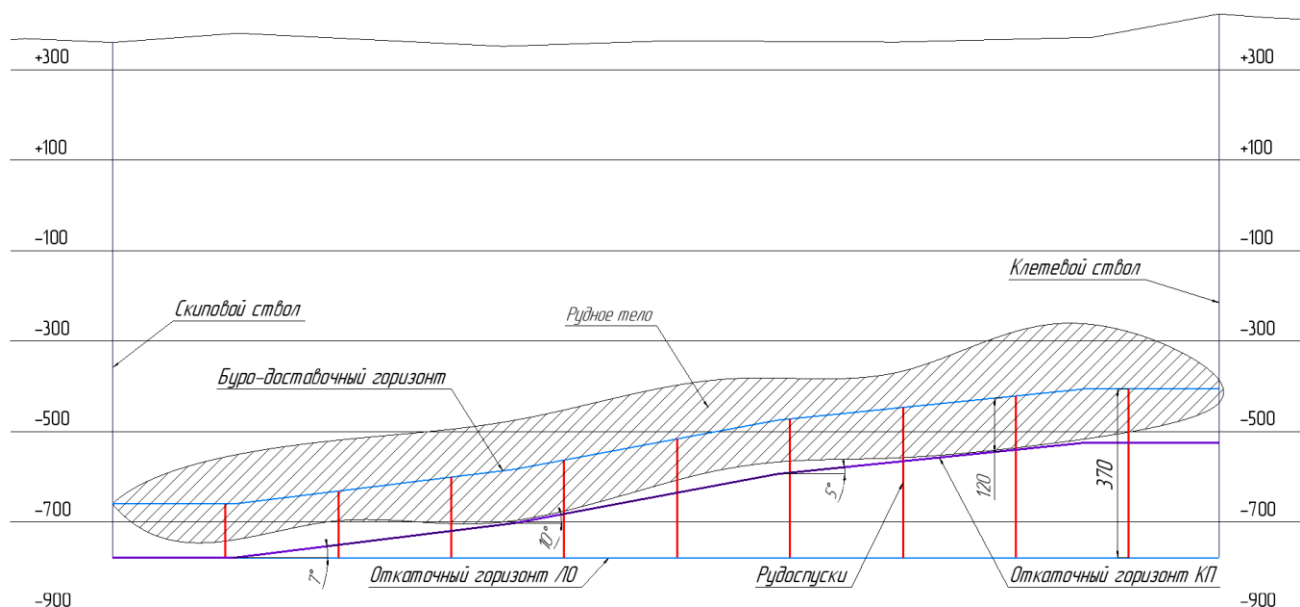 +300
+300
+100
+100
-100
-100
Клетевой ствол
Скиповой ствол
Рудное тело
-300
-300
Буро-доставочный горизонт
-500
-500
120
370
5°
-700
-700
10°
7°
Откаточный горизонт ЛО
Рудоспуски
Откаточный горизонт КП
-900
-900